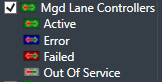 Mgd Lane Controllers
Active
Error
Failed
Out Of Service